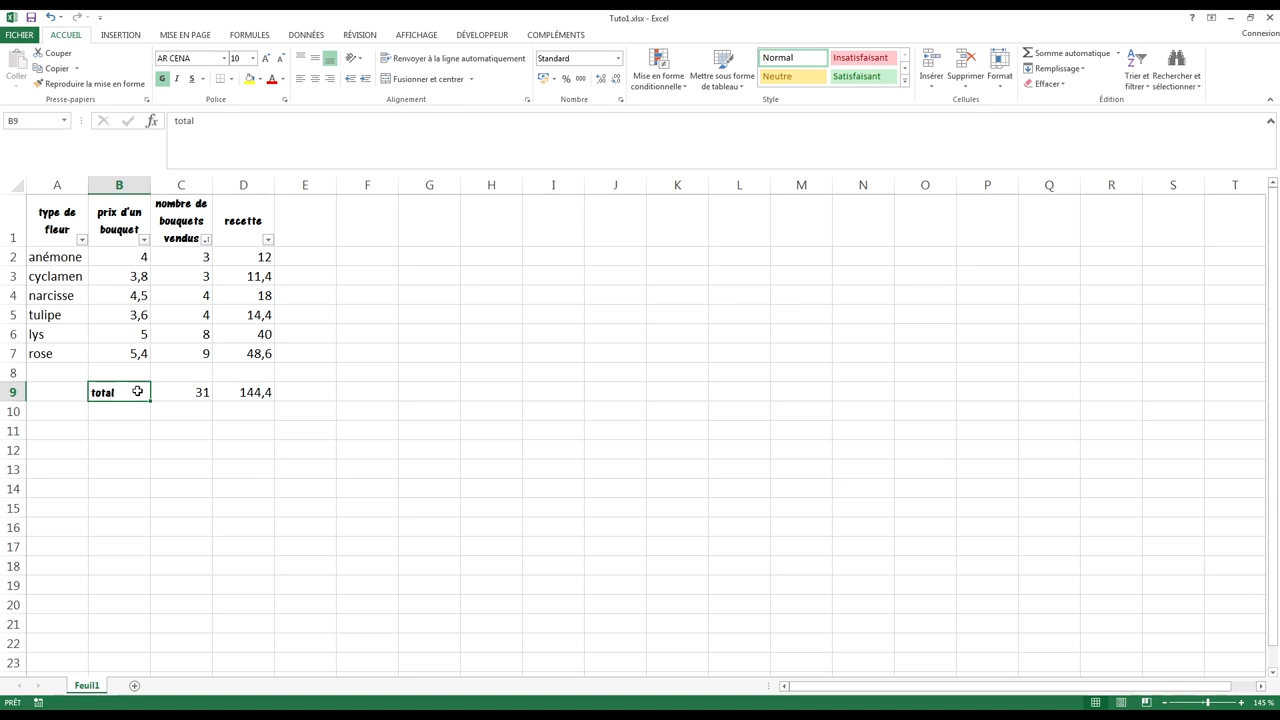 Tuto1.xlsx - Excel
FICHIER ACCUEIL INSERTION MISE EN PAGE FORMULES DONNÉES RÉVISION AFFICHAGE DÉVELOPPEUR COMPLÉMENTS Connexion
Coller
Couper
Copier
Reproduire la mise en forme
Presse-papiers
AR CENA 10
G I S
Police
Renvoyer à la ligne automatiquement
Fusionner et centrer
Alignement
Standard
% 000
Nombre
Mise en forme conditionnelle
Mettre sous forme de tableau
Normal Insatisfaisant
Neutre Satisfaisant
Style
Insérer Supprimer Format
Cellules
Somme automatique
Remplissage
Effacer
Trier et filtrer
Rechercher et sélectionner
Édition
B9 fx total
A B C D E F G H I J K L M N O P Q R S T
1 type de fleur prix d'un bouquet nombre de bouquets vendus recette
2 anémone 4 3 12
3 cyclamen 3,8 3 11,4
4 narcisse 4,5 4 18
5 tulipe 3,6 4 14,4
6 lys 5 8 40
7 rose 5,4 9 48,6
8
9 total 31 144,4
10
11
12
13
14
15
16
17
18
19
20
21
22
23
Feuil1
PRÊT 145 %